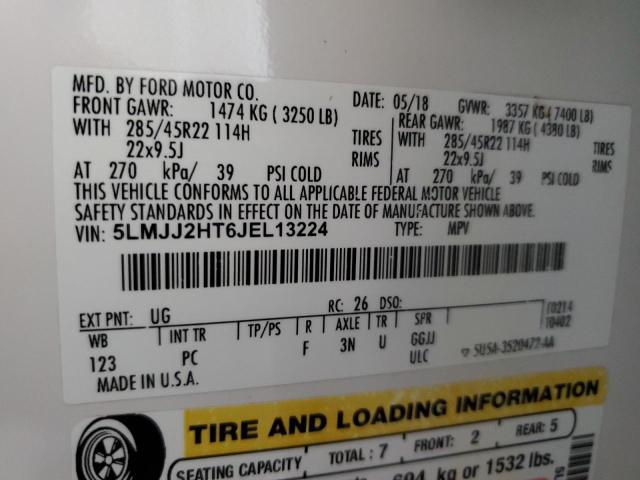 MFD. BY FORD MOTOR CO.
DATE: 05/18 GVWR: 3357 KG ( 7400 LB)
FRONT GAWR: 1474 KG ( 3250 LB) REAR GAWR: 1987 KG ( 4380 LB)
WITH 285/45R22 114H TIRES WITH 285/45R22 114H TIRES
22x9.5J RIMS 22x9.5J RIMS
AT 270 kPa/ 39 PSI COLD AT 270 kPa/ 39 PSI COLD
THIS VEHICLE CONFORMS TO ALL APPLICABLE FEDERAL MOTOR VEHICLE
SAFETY STANDARDS IN EFFECT ON THE DATE OF MANUFACTURE SHOWN ABOVE.
VIN: 5LMJJ2HT6JEL13224 TYPE: MPV
EXT PNT: UG RC: 26 DSO: T0214
T0402
WB INT TR TP/PS R AXLE TR SPR
123 PC F 3N U GGJJ
ULC 5U5A-3520472-AA
MADE IN U.S.A.
TIRE AND LOADING INFORMATION
SEATING CAPACITY TOTAL : 7 FRONT: 2 REAR: 5
694 kg or 1532 lbs.